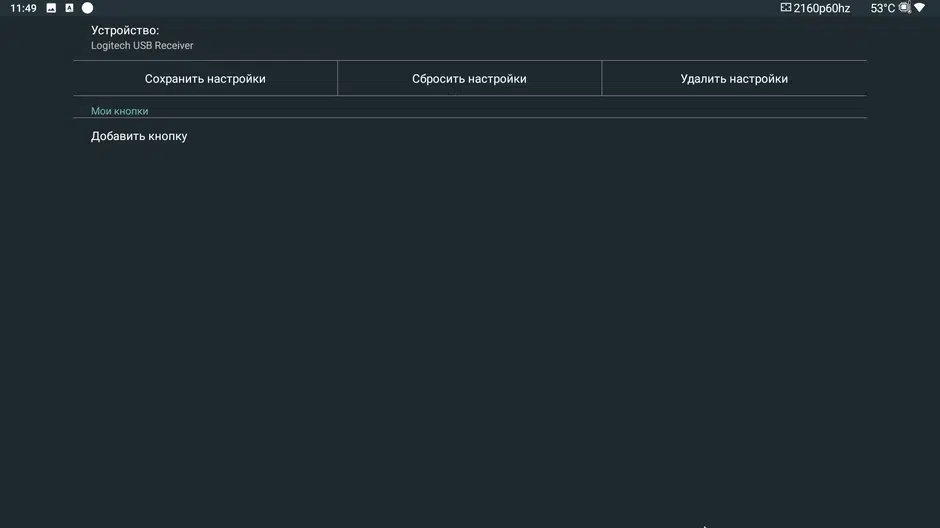 11:49 A 2160p60hz 53°C
Устройство:
Logitech USB Receiver
Сохранить настройки Сбросить настройки Удалить настройки
Мои кнопки
Добавить кнопку